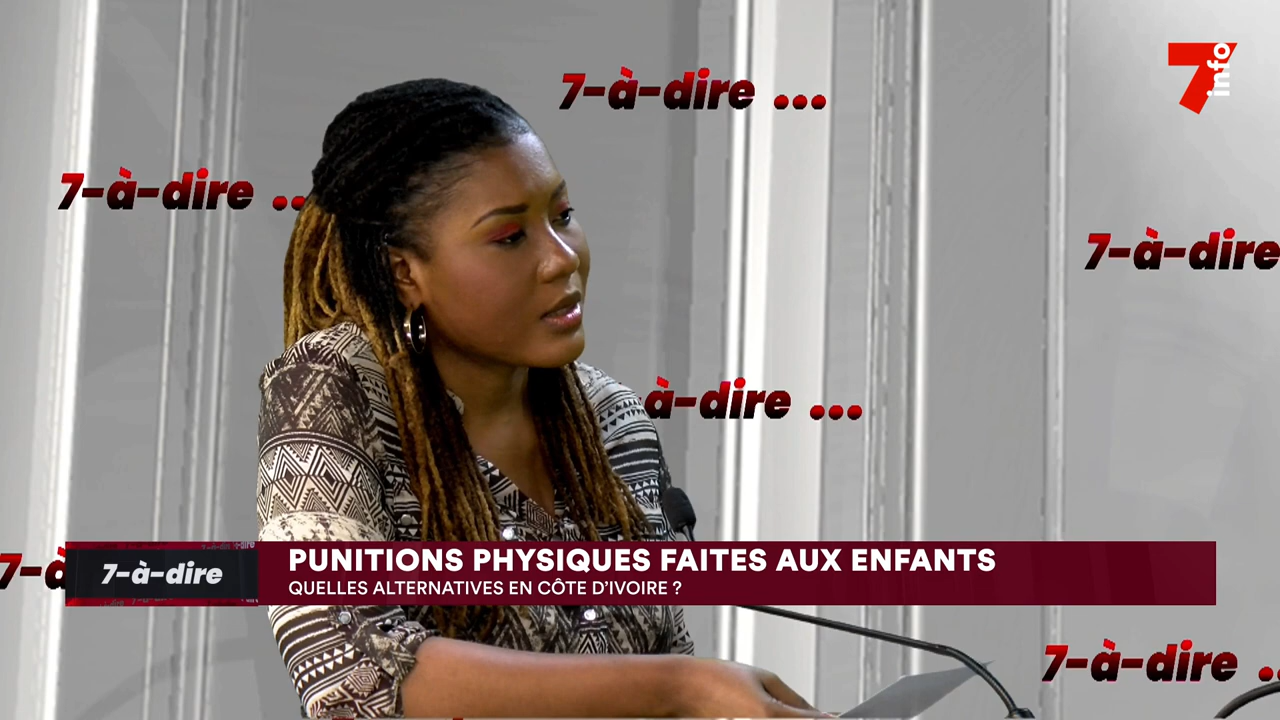 7-à-dire ...
7 info
7-à-dire ..
7-à-dire
à-dire ...
7-à
7-à-dire
PUNITIONS PHYSIQUES FAITES AUX ENFANTS
QUELLES ALTERNATIVES EN CÔTE D'IVOIRE ?
7-à-dire ..